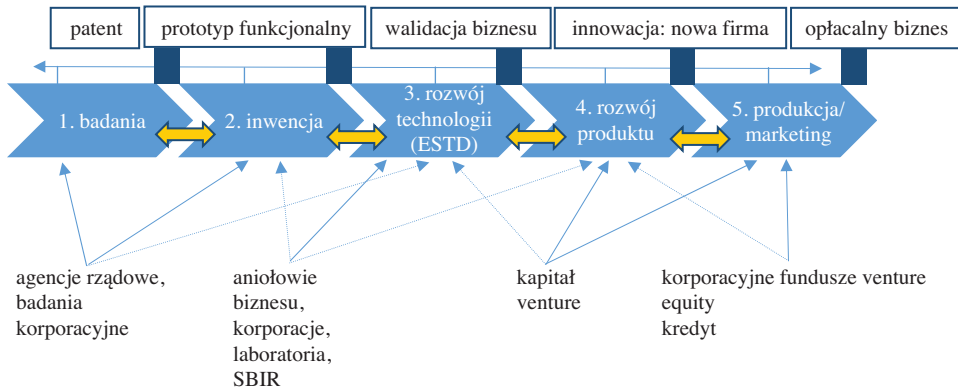 patent
prototyp funkcjonalny
walidacja biznesu
innowacja: nowa firma
opłacalny biznes
1. badania
2. inwencja
3. rozwój
technologii
(ESTD)
4. rozwój
produktu
5. produkcja/
marketing
agencje rządowe,
badania
korporacyjne
aniołowie
biznesu,
korporacje,
laboratoria,
SBIR
kapitał
venture
korporacyjne fundusze venture
equity
kredyt